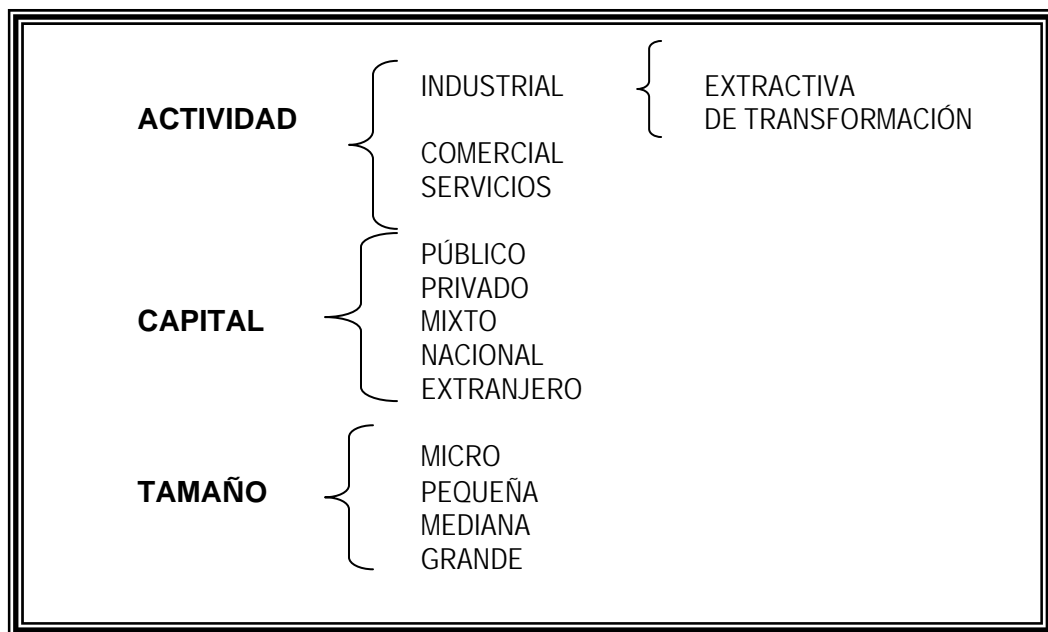 ACTIVIDAD
INDUSTRIAL
EXTRACTIVA
DE TRANSFORMACIÓN
COMERCIAL
SERVICIOS
CAPITAL
PÚBLICO
PRIVADO
MIXTO
NACIONAL
EXTRANJERO
TAMAÑO
MICRO
PEQUEÑA
MEDIANA
GRANDE